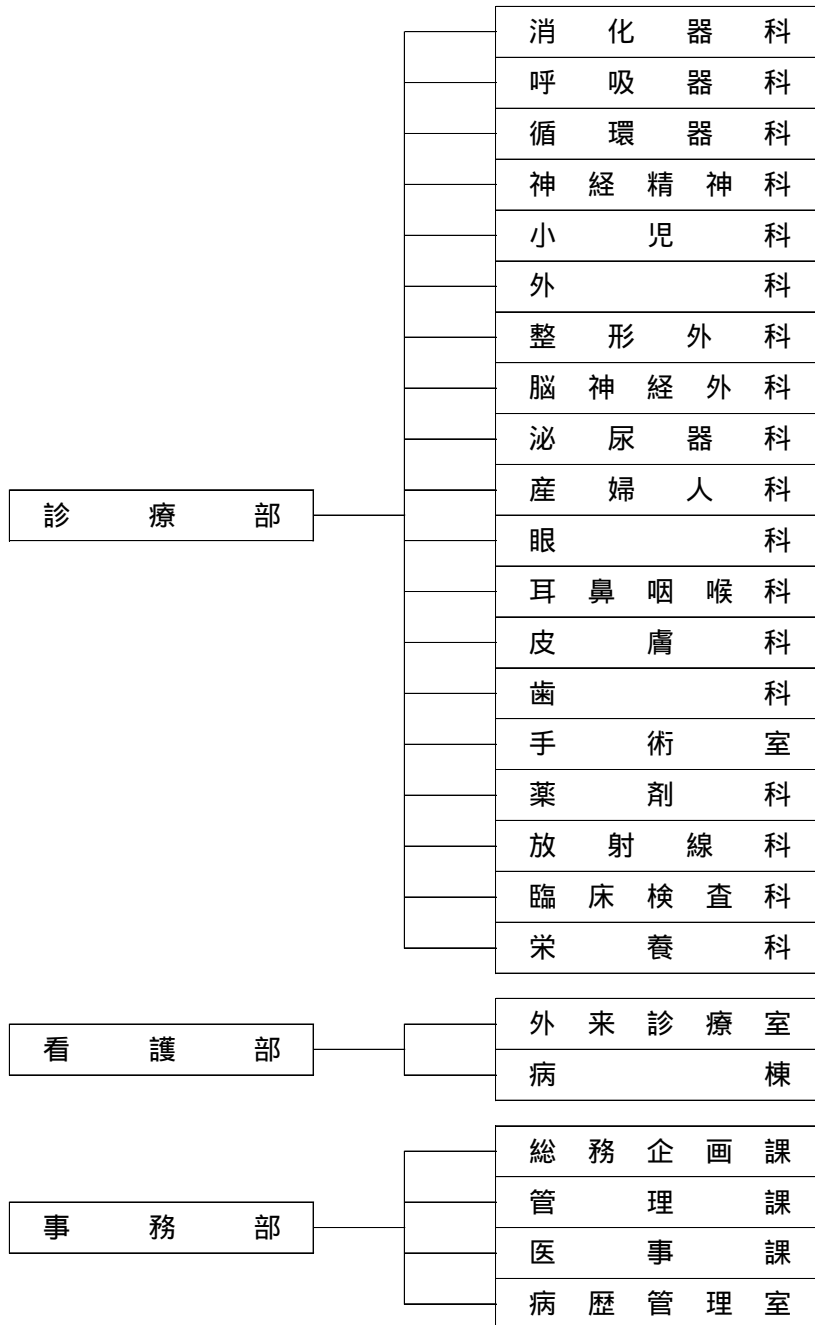 消化器科
呼吸器科
循環器科
神経精神科
小児科
外科
整形外科
脳神経外科
泌尿器科
診療部
産婦人科
眼科
耳鼻咽喉科
皮膚科
歯科
手術室
薬剤科
放射線科
臨床検査科
栄養科
看護部
外来診療室
病棟
事務部
総務企画課
管理課
医事課
病歴管理室